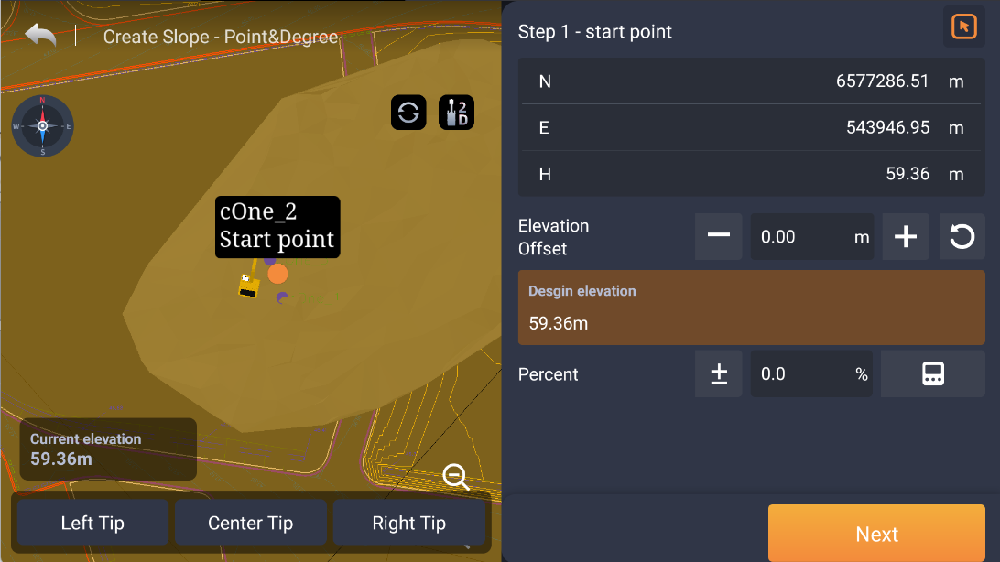 Create Slope - Point&Degree
N
W
E
S
2
D
cOne_2
Start point
Current elevation
59.36m
Left Tip
Center Tip
Right Tip
Step 1 - start point
N 6577286.51 m
E 543946.95 m
H 59.36 m
Elevation
Offset
0.00 m
Desgin elevation
59.36m
Percent
0.0 %
Next